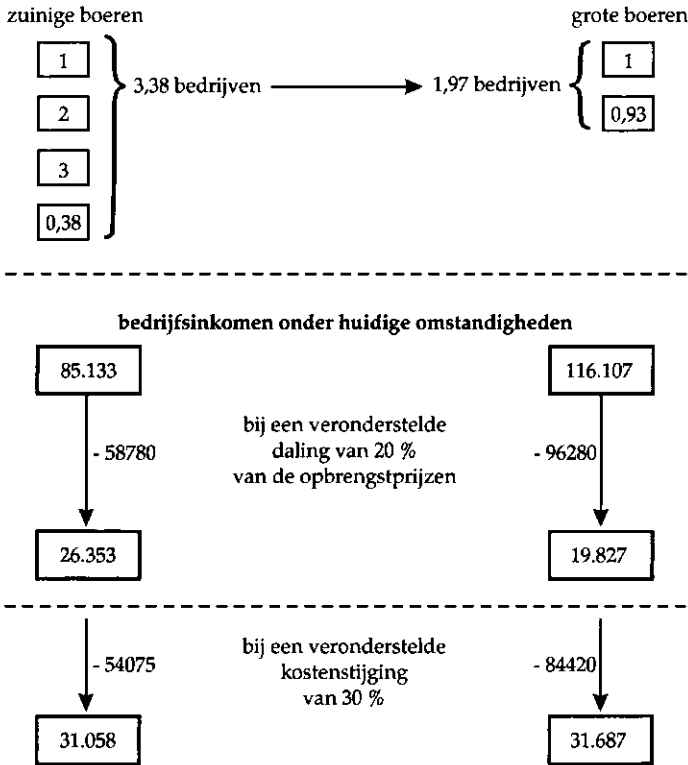 zuinige boeren
grote boeren
1
2
3
0,38
3,38 bedrijven
1,97 bedrijven
1
0,93
bedrijfsinkomen onder huidige omstandigheden
85.133
116.107
- 58780
bij een veronderstelde
daling van 20 %
van de opbrengstprijzen
- 96280
26.353
19.827
- 54075
bij een veronderstelde
kostenstijging
van 30 %
- 84420
31.058
31.687